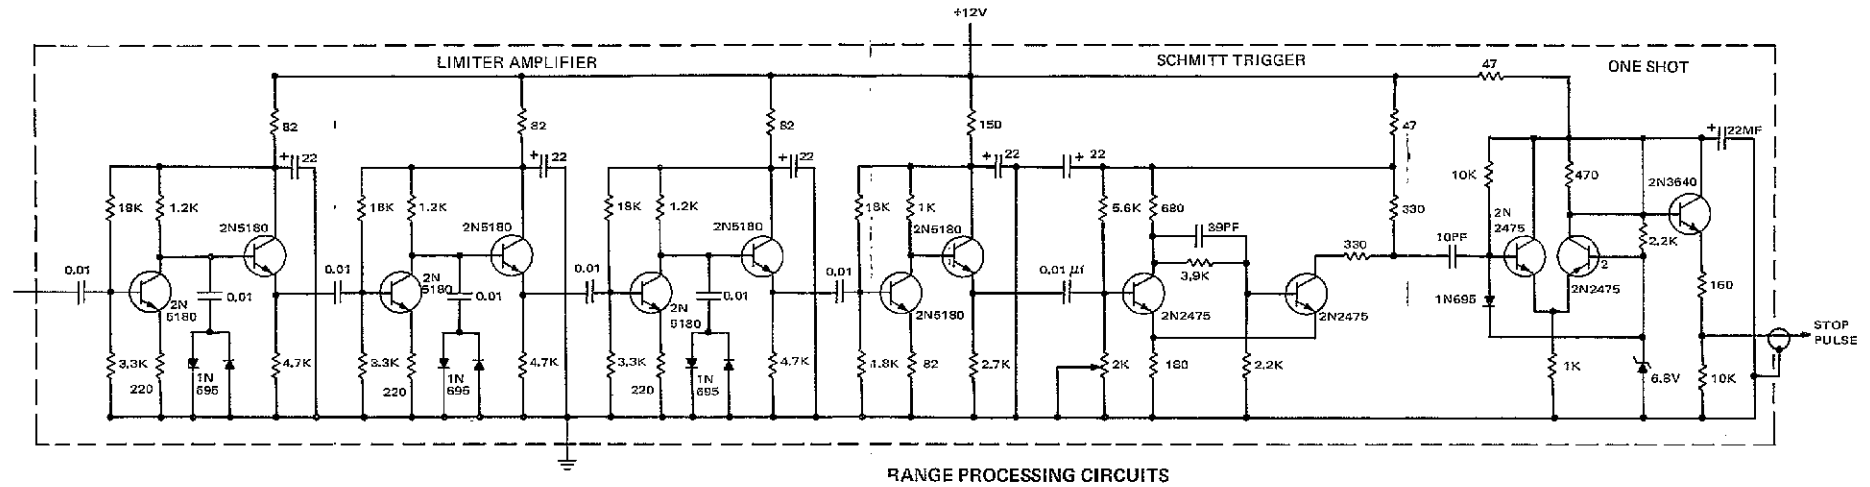 +12V
LIMITER AMPLIFIER
SCHMITT TRIGGER
ONE SHOT
47
82
82
82
150
47
+ 22
+ 22
+ 22
+ 22
+ 22
+ 22MF
18K
1.2K
2N5180
18K
1.2K
2N5180
18K
1.2K
2N5180
18K
1K
2N5180
5.6K
680
39PF
330
10K
470
2N3640
2N
2475
10PF
330
3.9K
2.2K
0.01
0.01
0.01
0.01
0.01 µf
2N
5180
0.01
2N
5180
0.01
2N
5180
0.01
2N5180
2N2475
2N2475
2N2475
2
1N695
160
STOP
PULSE
3.3K
220
1N
695
4.7K
3.3K
220
1N
695
4.7K
3.3K
220
1N
695
4.7K
1.8K
82
2.7K
2K
180
2.2K
1K
6.8V
10K
RANGE PROCESSING CIRCUITS